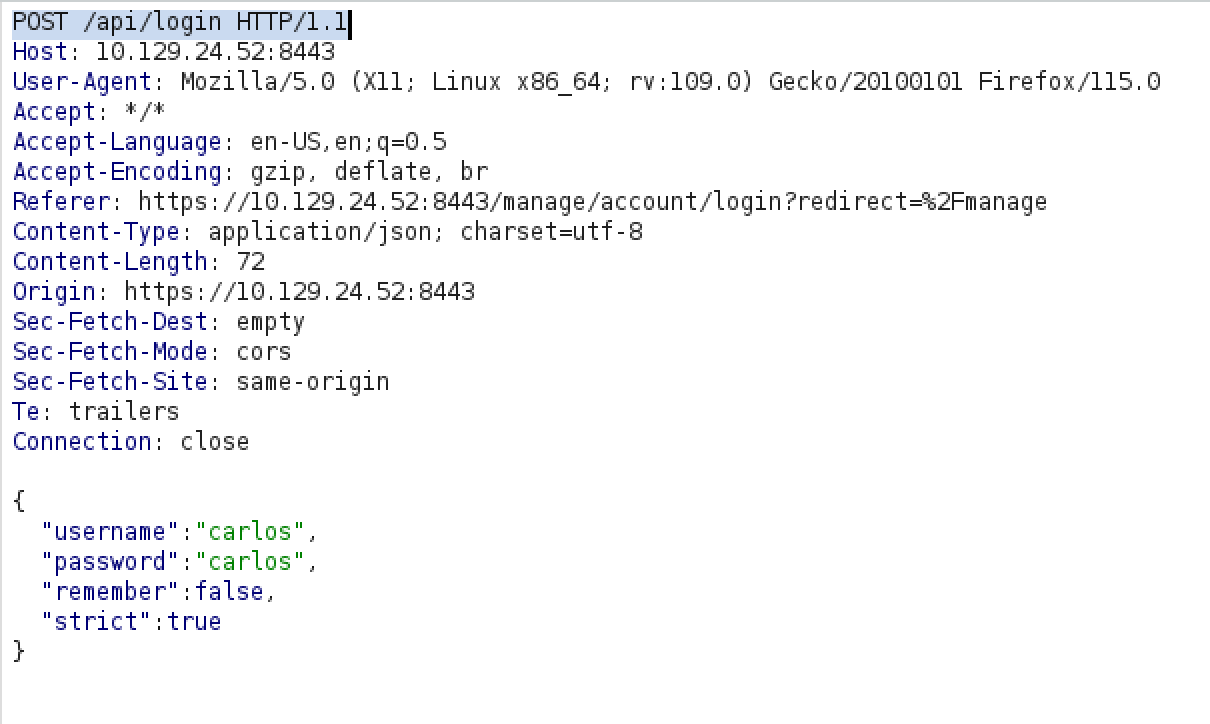 POST /api/login HTTP/1.1
Host: 10.129.24.52:8443
User-Agent: Mozilla/5.0 (X11; Linux x86_64; rv:109.0) Gecko/20100101 Firefox/115.0
Accept: */*
Accept-Language: en-US,en;q=0.5
Accept-Encoding: gzip, deflate, br
Referer: https://10.129.24.52:8443/manage/account/login?redirect=%2Fmanage
Content-Type: application/json; charset=utf-8
Content-Length: 72
Origin: https://10.129.24.52:8443
Sec-Fetch-Dest: empty
Sec-Fetch-Mode: cors
Sec-Fetch-Site: same-origin
Te: trailers
Connection: close

{
  "username":"carlos",
  "password":"carlos",
  "remember":false,
  "strict":true
}